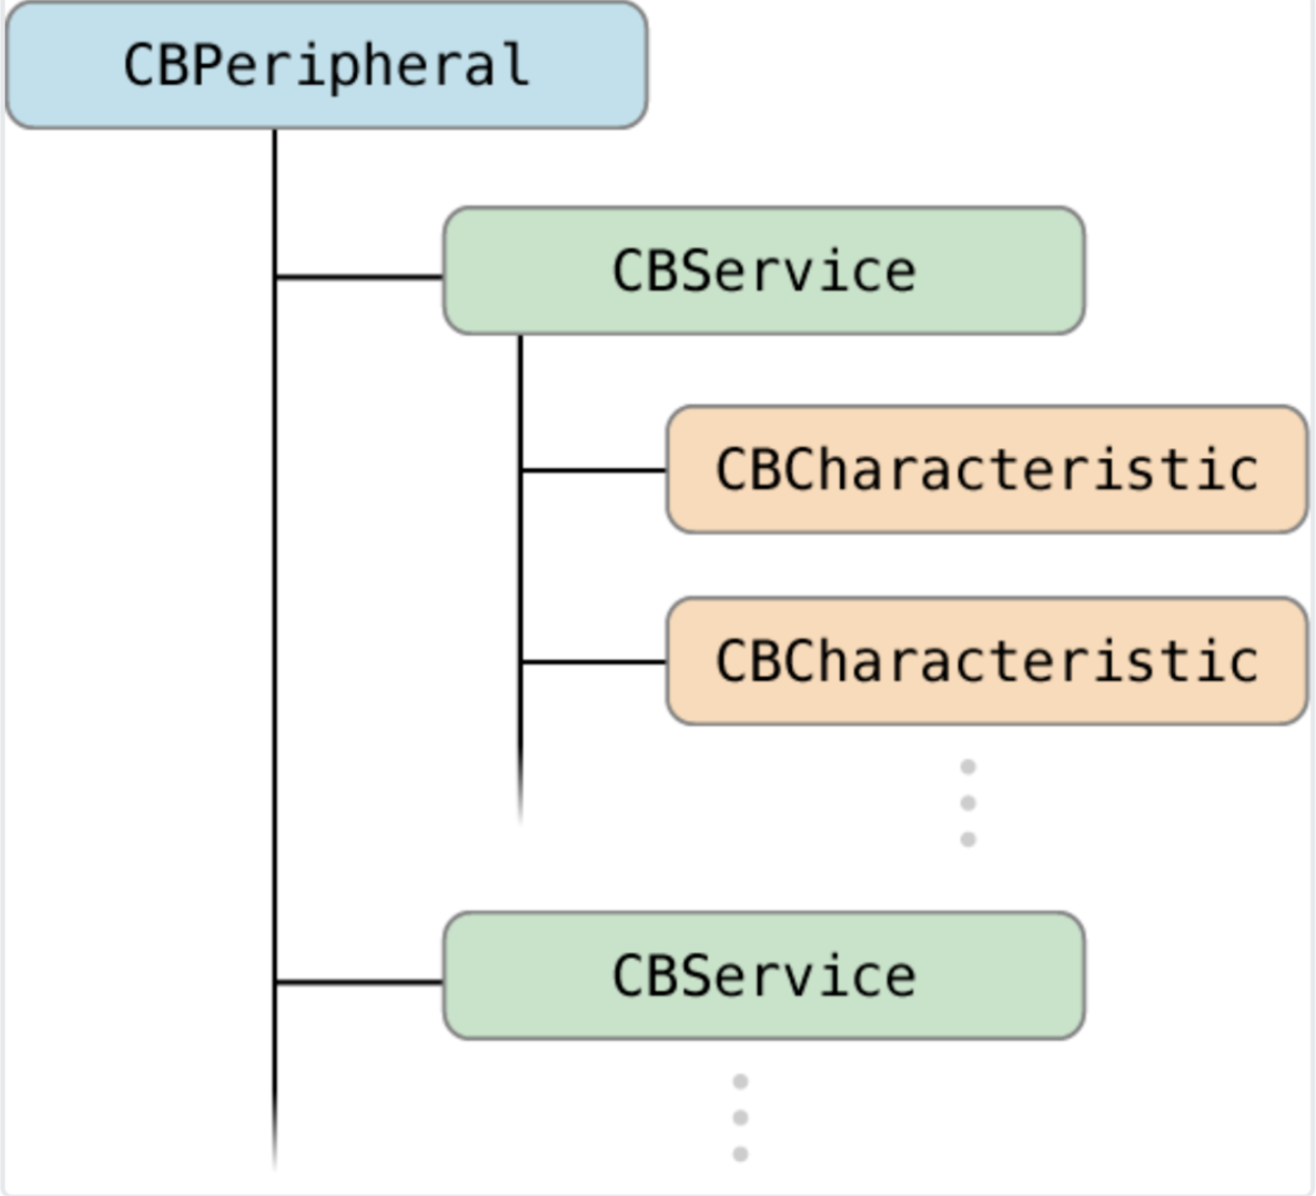 CBPeripheral
CBService
CBCharacteristic
CBCharacteristic
CBService